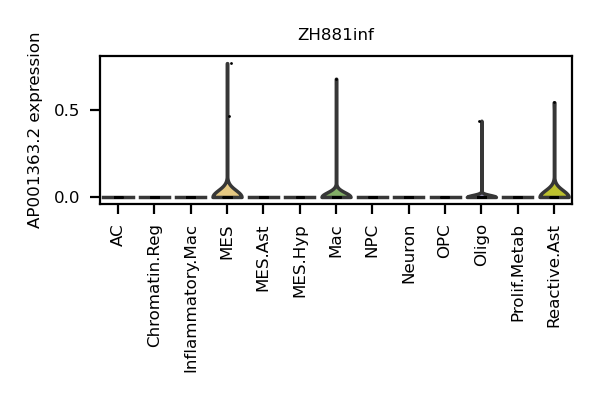 ZH881inf
AP001363.2 expression
0.5
0.0
AC
Chromatin.Reg
Inflammatory.Mac
MES
MES.Ast
MES.Hyp
Mac
NPC
Neuron
OPC
Oligo
Prolif.Metab
Reactive.Ast